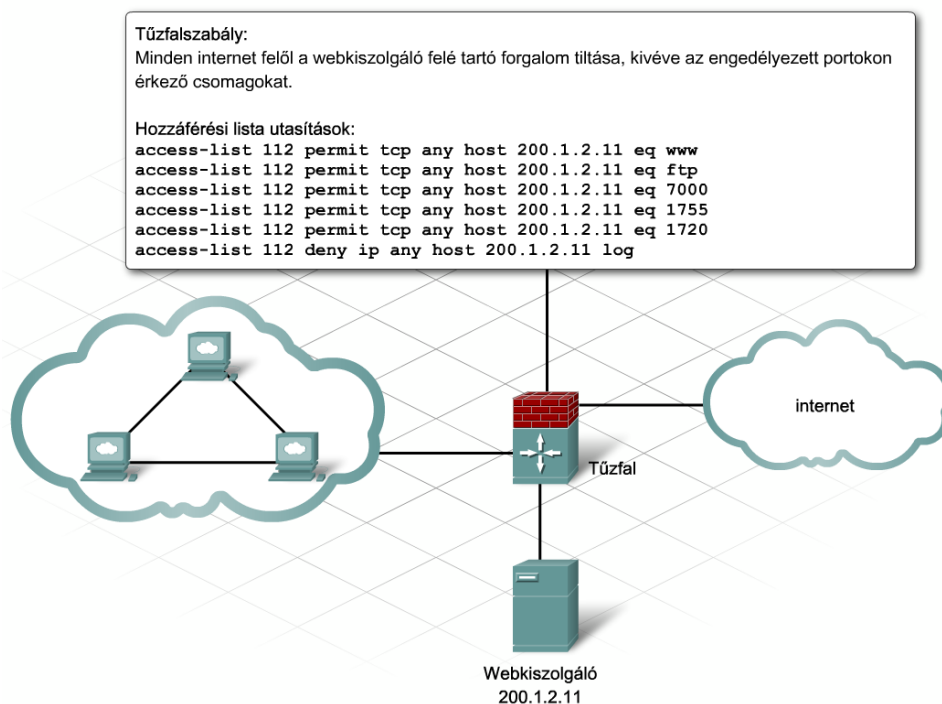 Tűzfalszabály:
Minden internet felől a webkiszolgáló felé tartó forgalom tiltása, kivéve az engedélyezett portokon
érkező csomagokat.
Hozzáférési lista utasítások:
access-list 112 permit tcp any host 200.1.2.11 eq www
access-list 112 permit tcp any host 200.1.2.11 eq ftp
access-list 112 permit tcp any host 200.1.2.11 eq 7000
access-list 112 permit tcp any host 200.1.2.11 eq 1755
access-list 112 permit tcp any host 200.1.2.11 eq 1720
access-list 112 deny ip any host 200.1.2.11 log
internet
Tűzfal
Webkiszolgáló
200.1.2.11